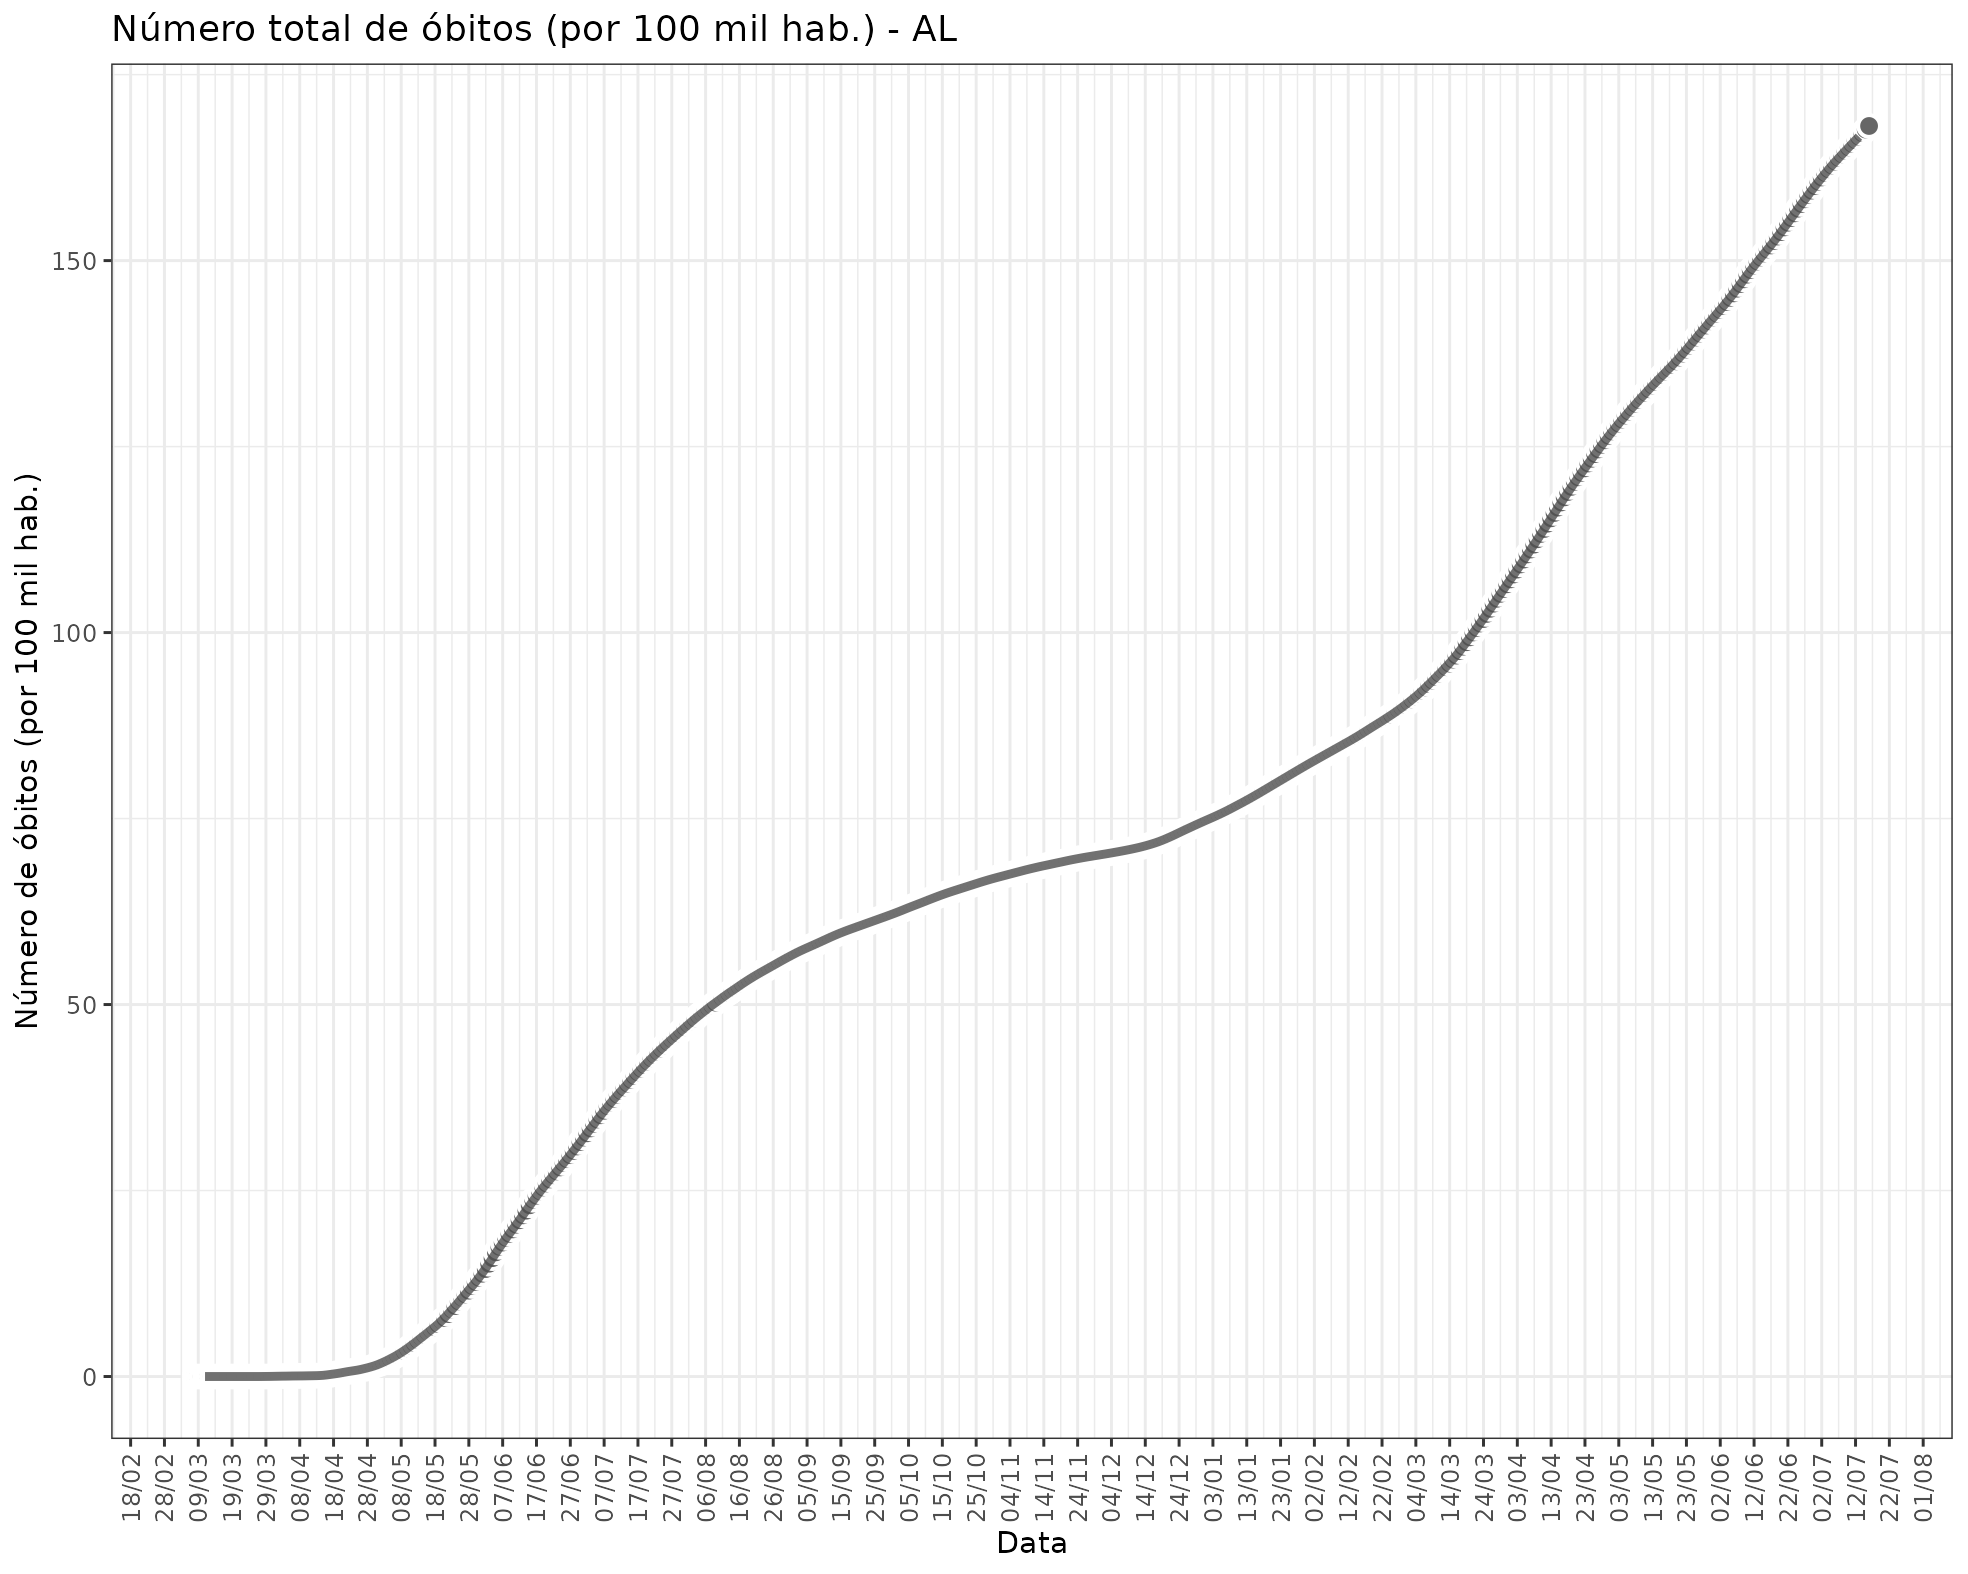 Número total de óbitos (por 100 mil hab.) - AL
Número de óbitos (por 100 mil hab.)
150
100
50
0
18/02 28/02 09/03 19/03 29/03 08/04 18/04 28/04 08/05 18/05 28/05 07/06 17/06 27/06 07/07 17/07 27/07 06/08 16/08 26/08 05/09 15/09 25/09 05/10 15/10 25/10 04/11 14/11 24/11 04/12 14/12 24/12 03/01 13/01 23/01 02/02 12/02 22/02 04/03 14/03 24/03 03/04 13/04 23/04 03/05 13/05 23/05 02/06 12/06 22/06 02/07 12/07 22/07 01/08
Data